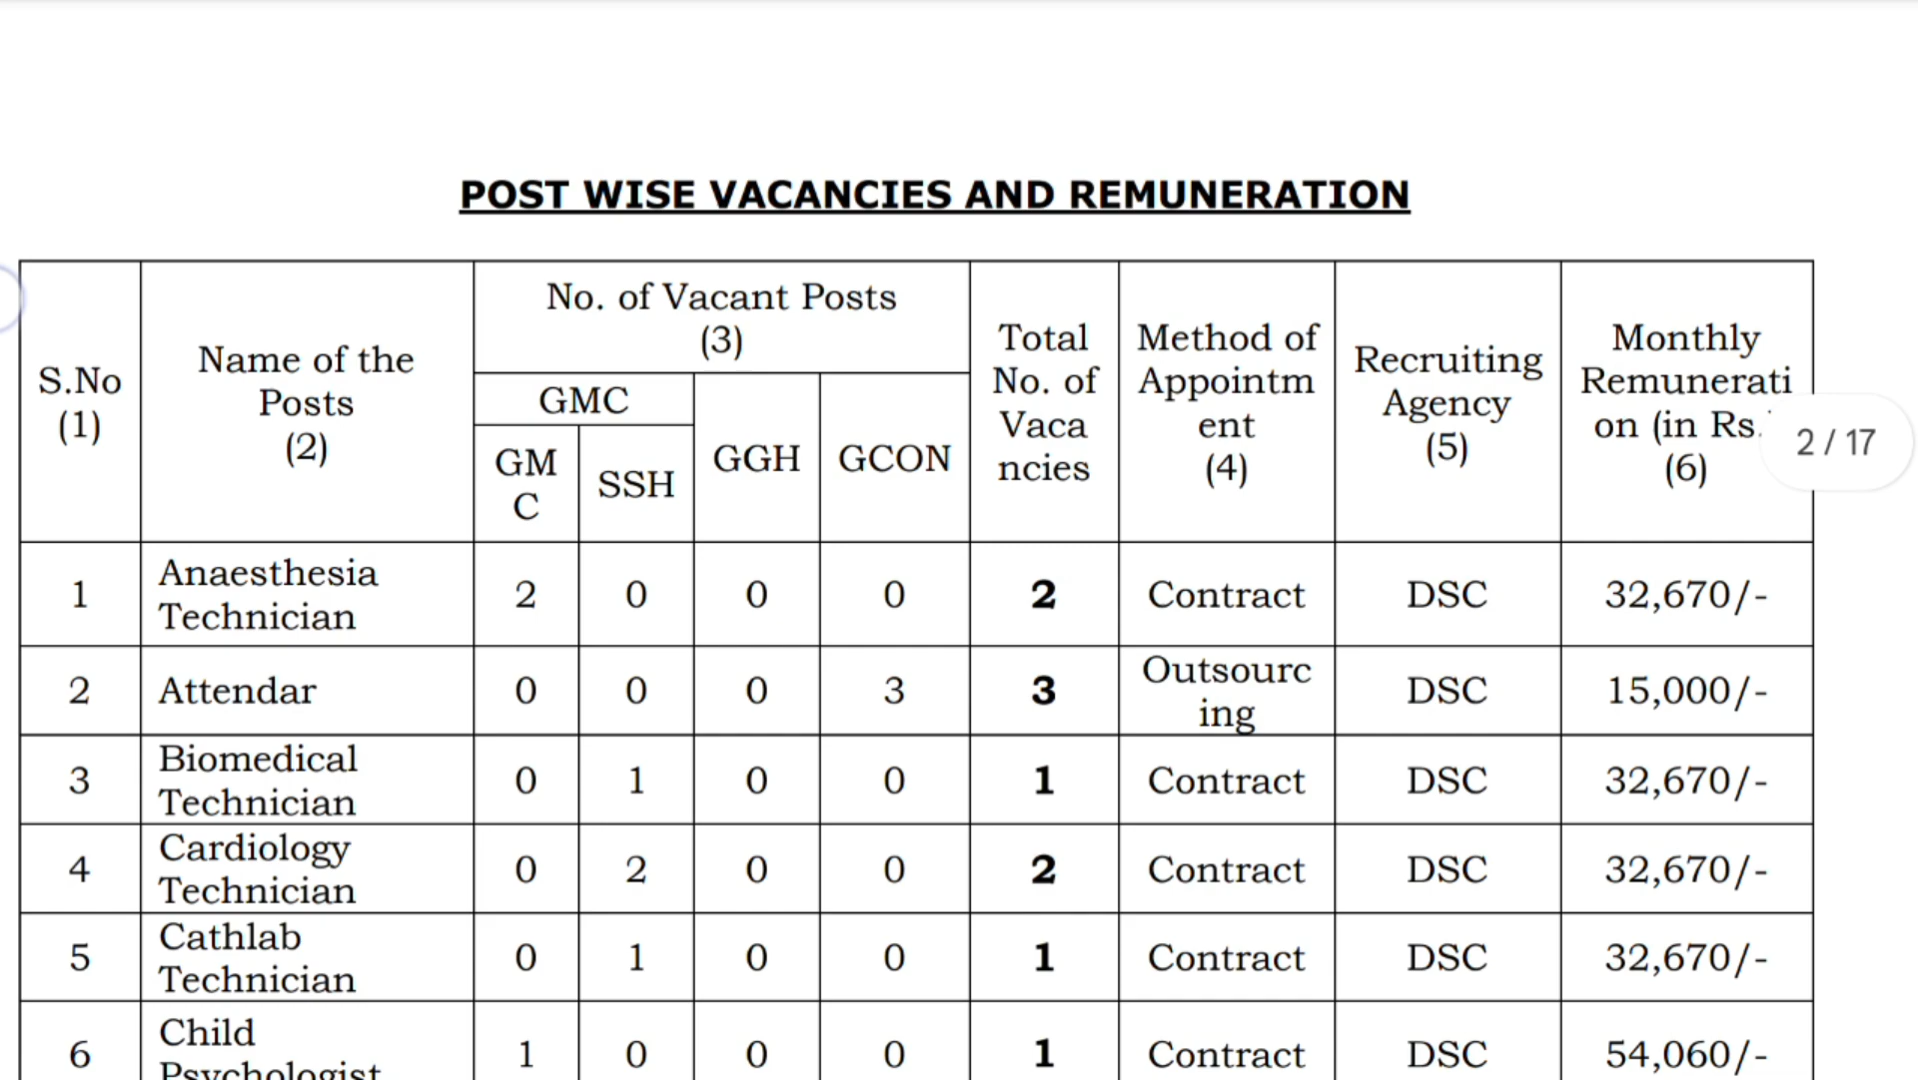 POST WISE VACANCIES AND REMUNERATION
S.No
(1)
Name of the
Posts
(2)
No. of Vacant Posts
(3)
GMC
GM
C
SSH
GGH
GCON
Total
No. of
Vaca
ncies
Method of
Appointm
ent
(4)
Recruiting
Agency
(5)
Monthly
Remunerati
on (in Rs.
(6)
2 / 17
1
Anaesthesia
Technician
2
0
0
0
2
Contract
DSC
32,670/-
2
Attendar
0
0
0
3
3
Outsourc
ing
DSC
15,000/-
3
Biomedical
Technician
0
1
0
0
1
Contract
DSC
32,670/-
4
Cardiology
Technician
0
2
0
0
2
Contract
DSC
32,670/-
5
Cathlab
Technician
0
1
0
0
1
Contract
DSC
32,670/-
6
Child
Psychologist
1
0
0
0
1
Contract
DSC
54,060/-